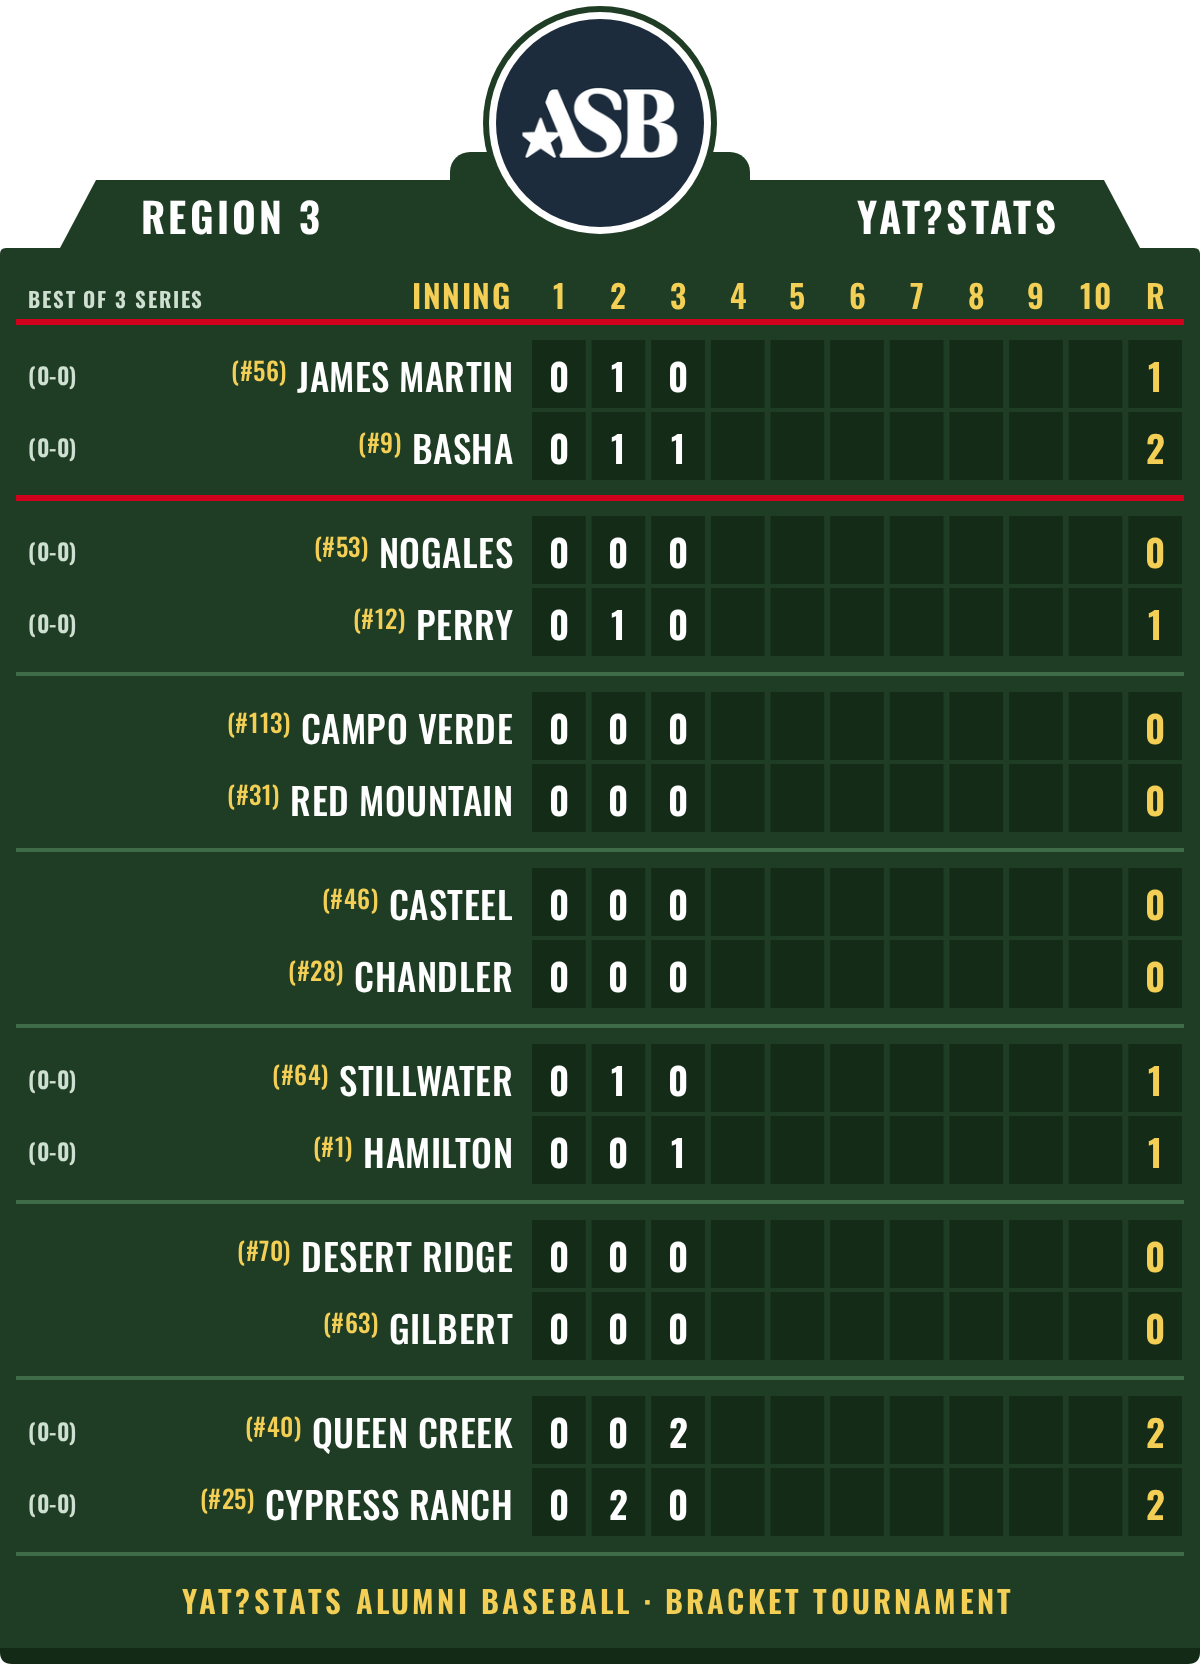 ASB
REGION 3 YAT?STATS
BEST OF 3 SERIES INNING 1 2 3 4 5 6 7 8 9 10 R
(0-0) (#56) JAMES MARTIN 0 1 0 1
(0-0) (#9) BASHA 0 1 1 2
(0-0) (#53) NOGALES 0 0 0 0
(0-0) (#12) PERRY 0 1 0 1
(#113) CAMPO VERDE 0 0 0 0
(#31) RED MOUNTAIN 0 0 0 0
(#46) CASTEEL 0 0 0 0
(#28) CHANDLER 0 0 0 0
(0-0) (#64) STILLWATER 0 1 0 1
(0-0) (#1) HAMILTON 0 0 1 1
(#70) DESERT RIDGE 0 0 0 0
(#63) GILBERT 0 0 0 0
(0-0) (#40) QUEEN CREEK 0 0 2 2
(0-0) (#25) CYPRESS RANCH 0 2 0 2
YAT?STATS ALUMNI BASEBALL · BRACKET TOURNAMENT